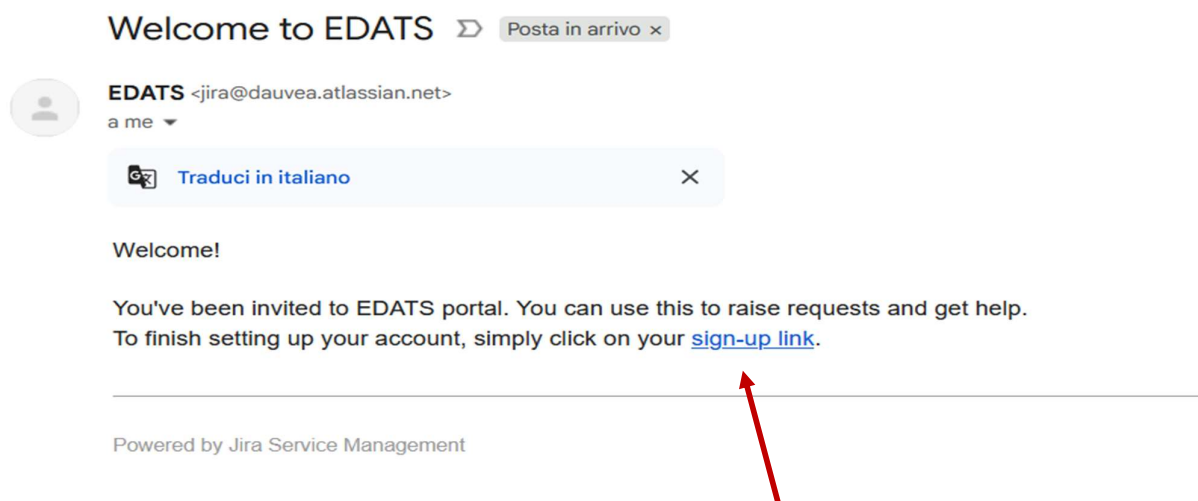 Welcome to EDATS Posta in arrivo ×
EDATS <jira@dauvea.atlassian.net>
a me
Traduci in italiano
Welcome!
You've been invited to EDATS portal. You can use this to raise requests and get help.
To finish setting up your account, simply click on your sign-up link.
Powered by Jira Service Management